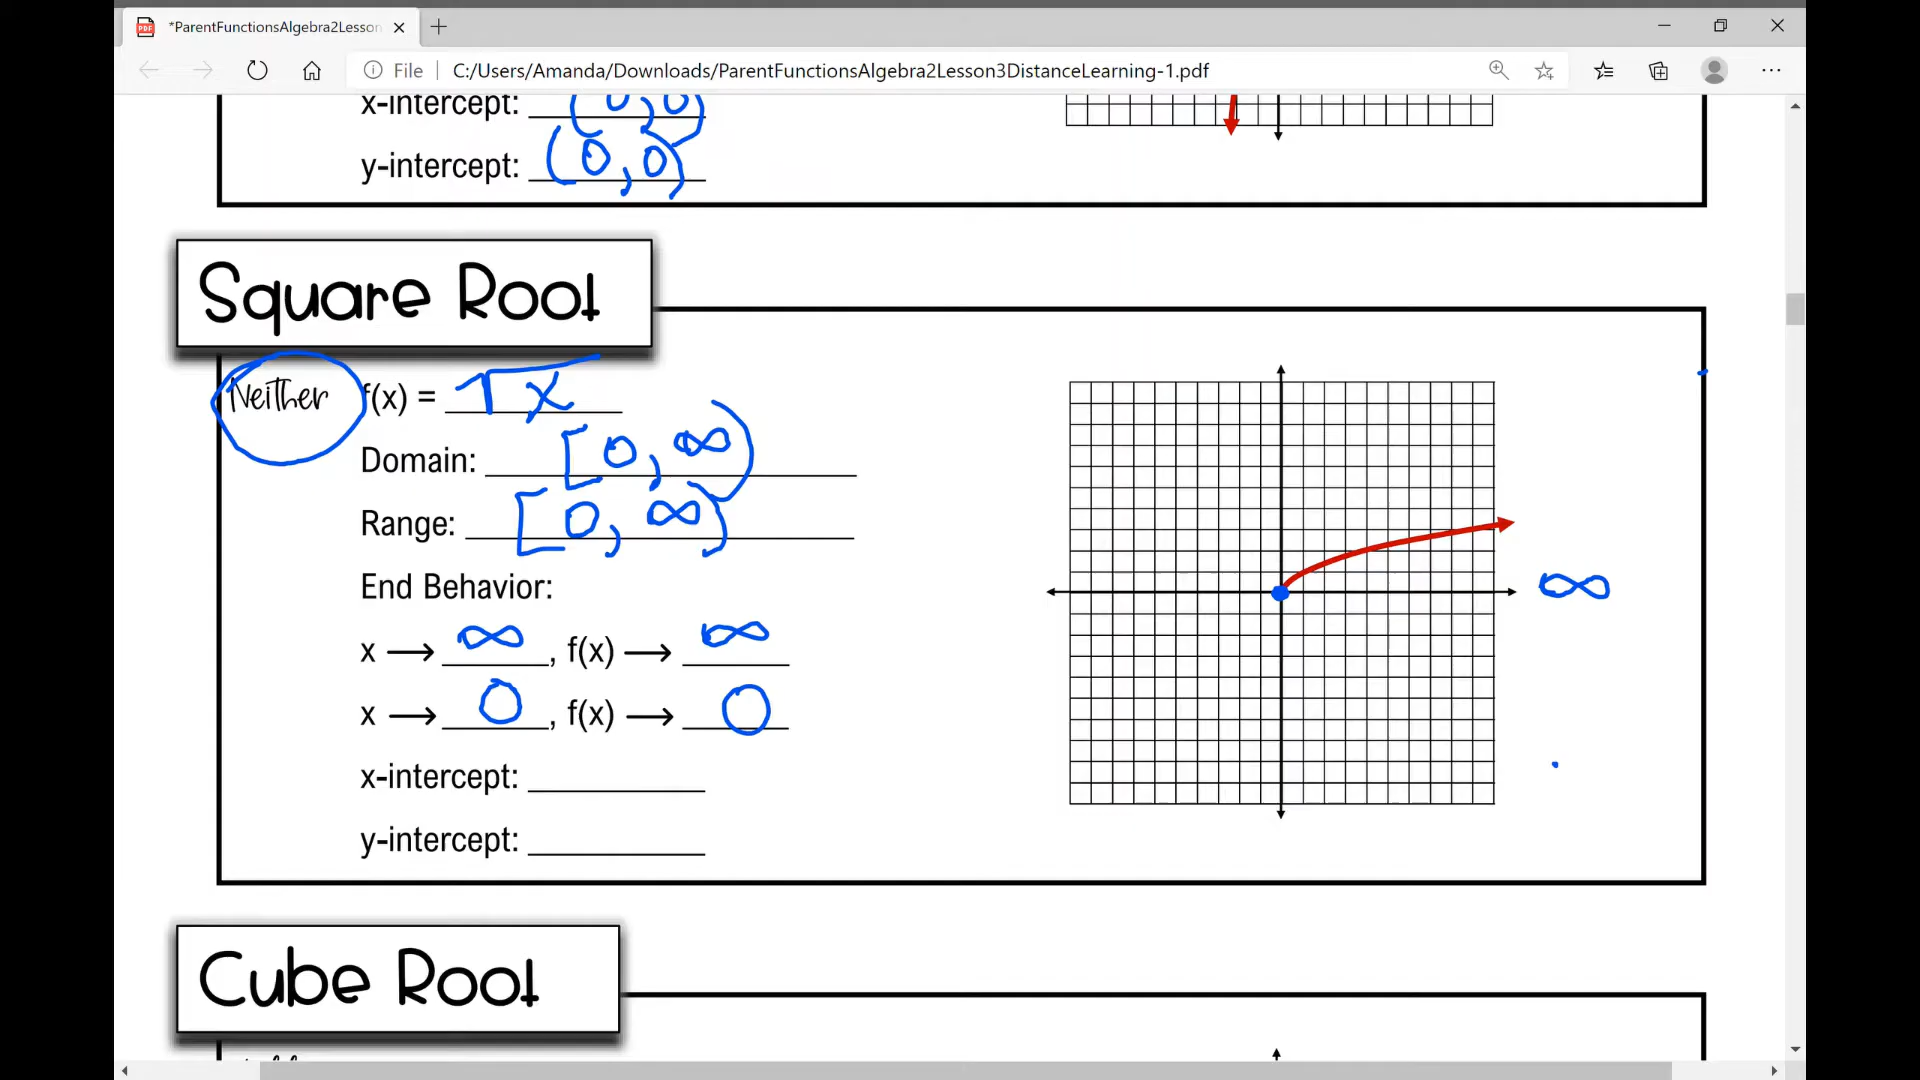 *ParentFunctionsAlgebra2Lesson
File C:/Users/Amanda/Downloads/ParentFunctionsAlgebra2Lesson3DistanceLearning-1.pdf
x-intercept: (0,0)
y-intercept: (0,0)
Square Root
Neither f(x) = √x
Domain: [0, ∞)
Range: [0, ∞)
End Behavior:
∞
x ⟶ ∞, f(x) ⟶ ∞
x ⟶ 0, f(x) ⟶ 0
x-intercept:
y-intercept:
Cube Root